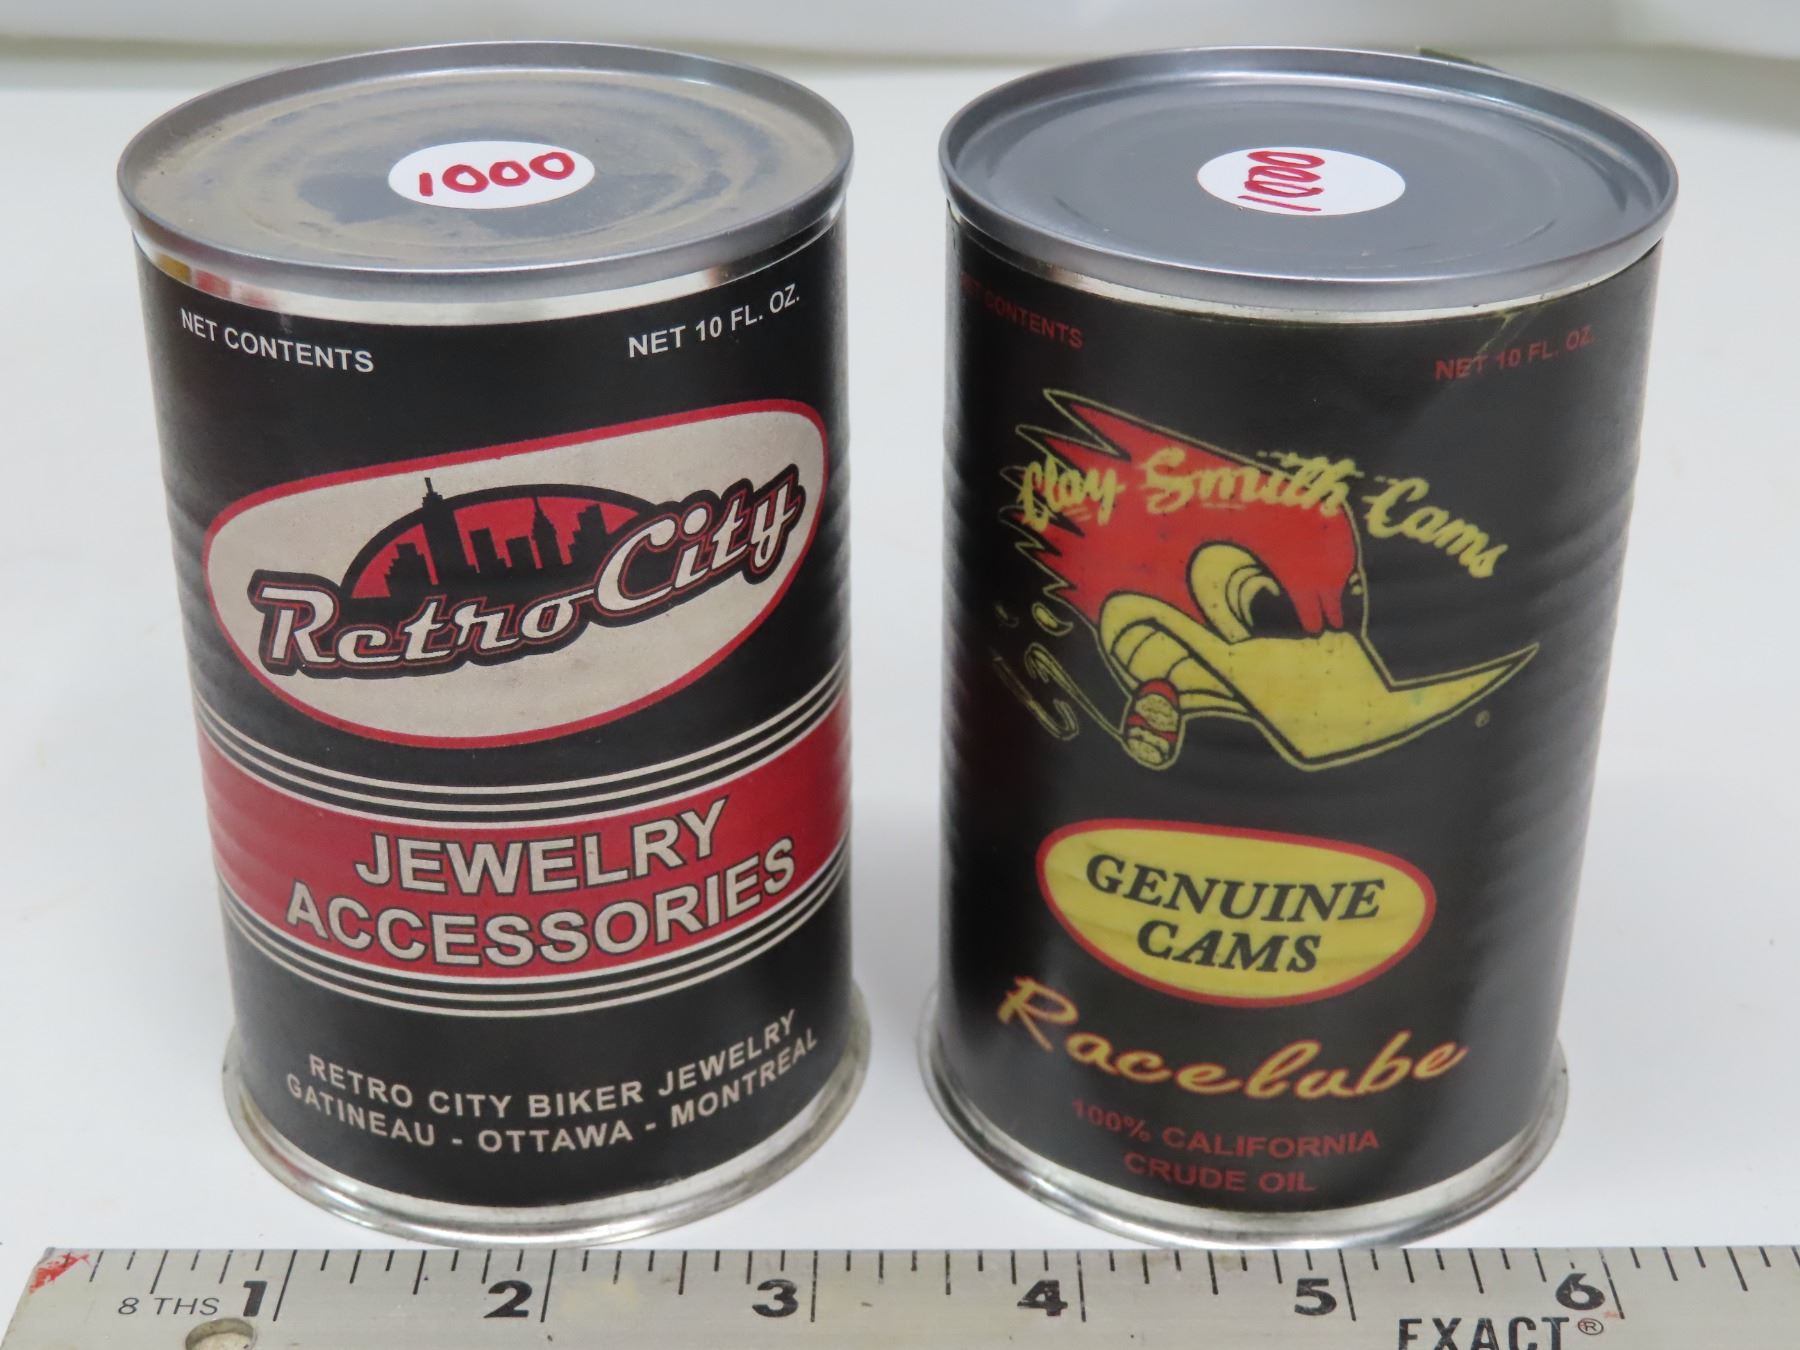 1000
NET CONTENTS
NET 10 FL. OZ.
Retro City
JEWELRY
ACCESSORIES
RETRO CITY BIKER JEWELRY
GATINEAU - OTTAWA - MONTREAL
1000
NET CONTENTS
NET 10 FL. OZ.
Clay Smith Cams
®
GENUINE
CAMS
Racelube
100% CALIFORNIA
CRUDE OIL
8 THS 1 2 3 4 5 6
EXACT®